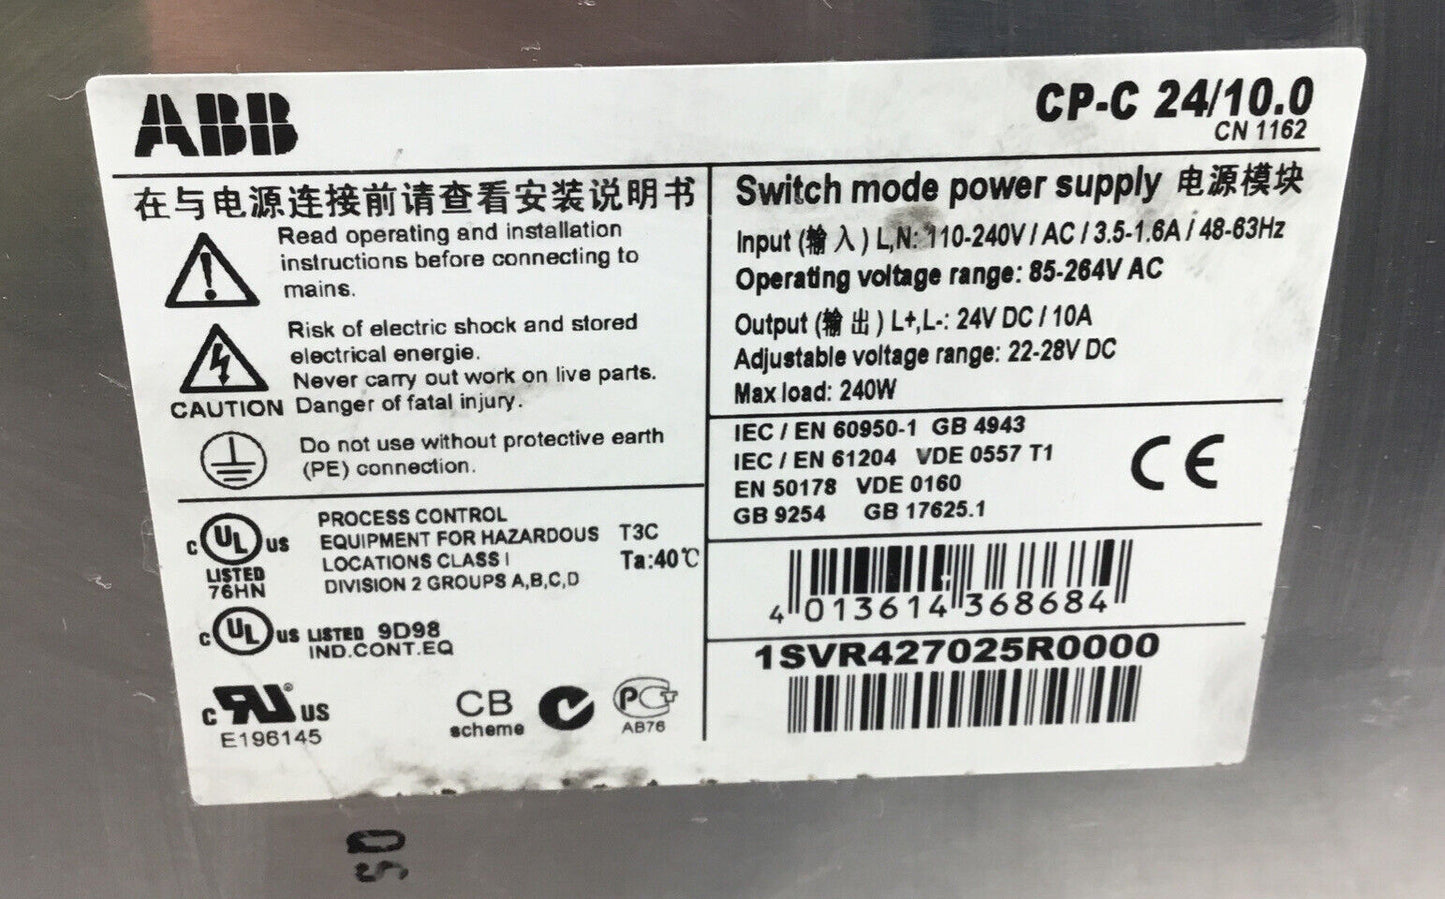 ABB
CP-C 24/10.0
CN 1162
在与电源连接前请查看安装说明书
Read operating and installation
instructions before connecting to
mains.
Risk of electric shock and stored
electrical energie.
Never carry out work on live parts.
CAUTION Danger of fatal injury.
Do not use without protective earth
(PE) connection.
c UL us
LISTED
76HN
PROCESS CONTROL
EQUIPMENT FOR HAZARDOUS T3C
LOCATIONS CLASS I Ta:40℃
DIVISION 2 GROUPS A,B,C,D
c UL us LISTED 9D98
IND.CONT.EQ
c RU ® us
E196145
CB
scheme
PCT
AB76
Switch mode power supply 电源模块
Input (输入) L,N: 110-240V / AC / 3.5-1.6A / 48-63Hz
Operating voltage range: 85-264V AC
Output (输出) L+,L-: 24V DC / 10A
Adjustable voltage range: 22-28V DC
Max load: 240W
IEC / EN 60950-1 GB 4943
IEC / EN 61204 VDE 0557 T1
EN 50178 VDE 0160
GB 9254 GB 17625.1
CE
4 013614 368684
1SVR427025R0000